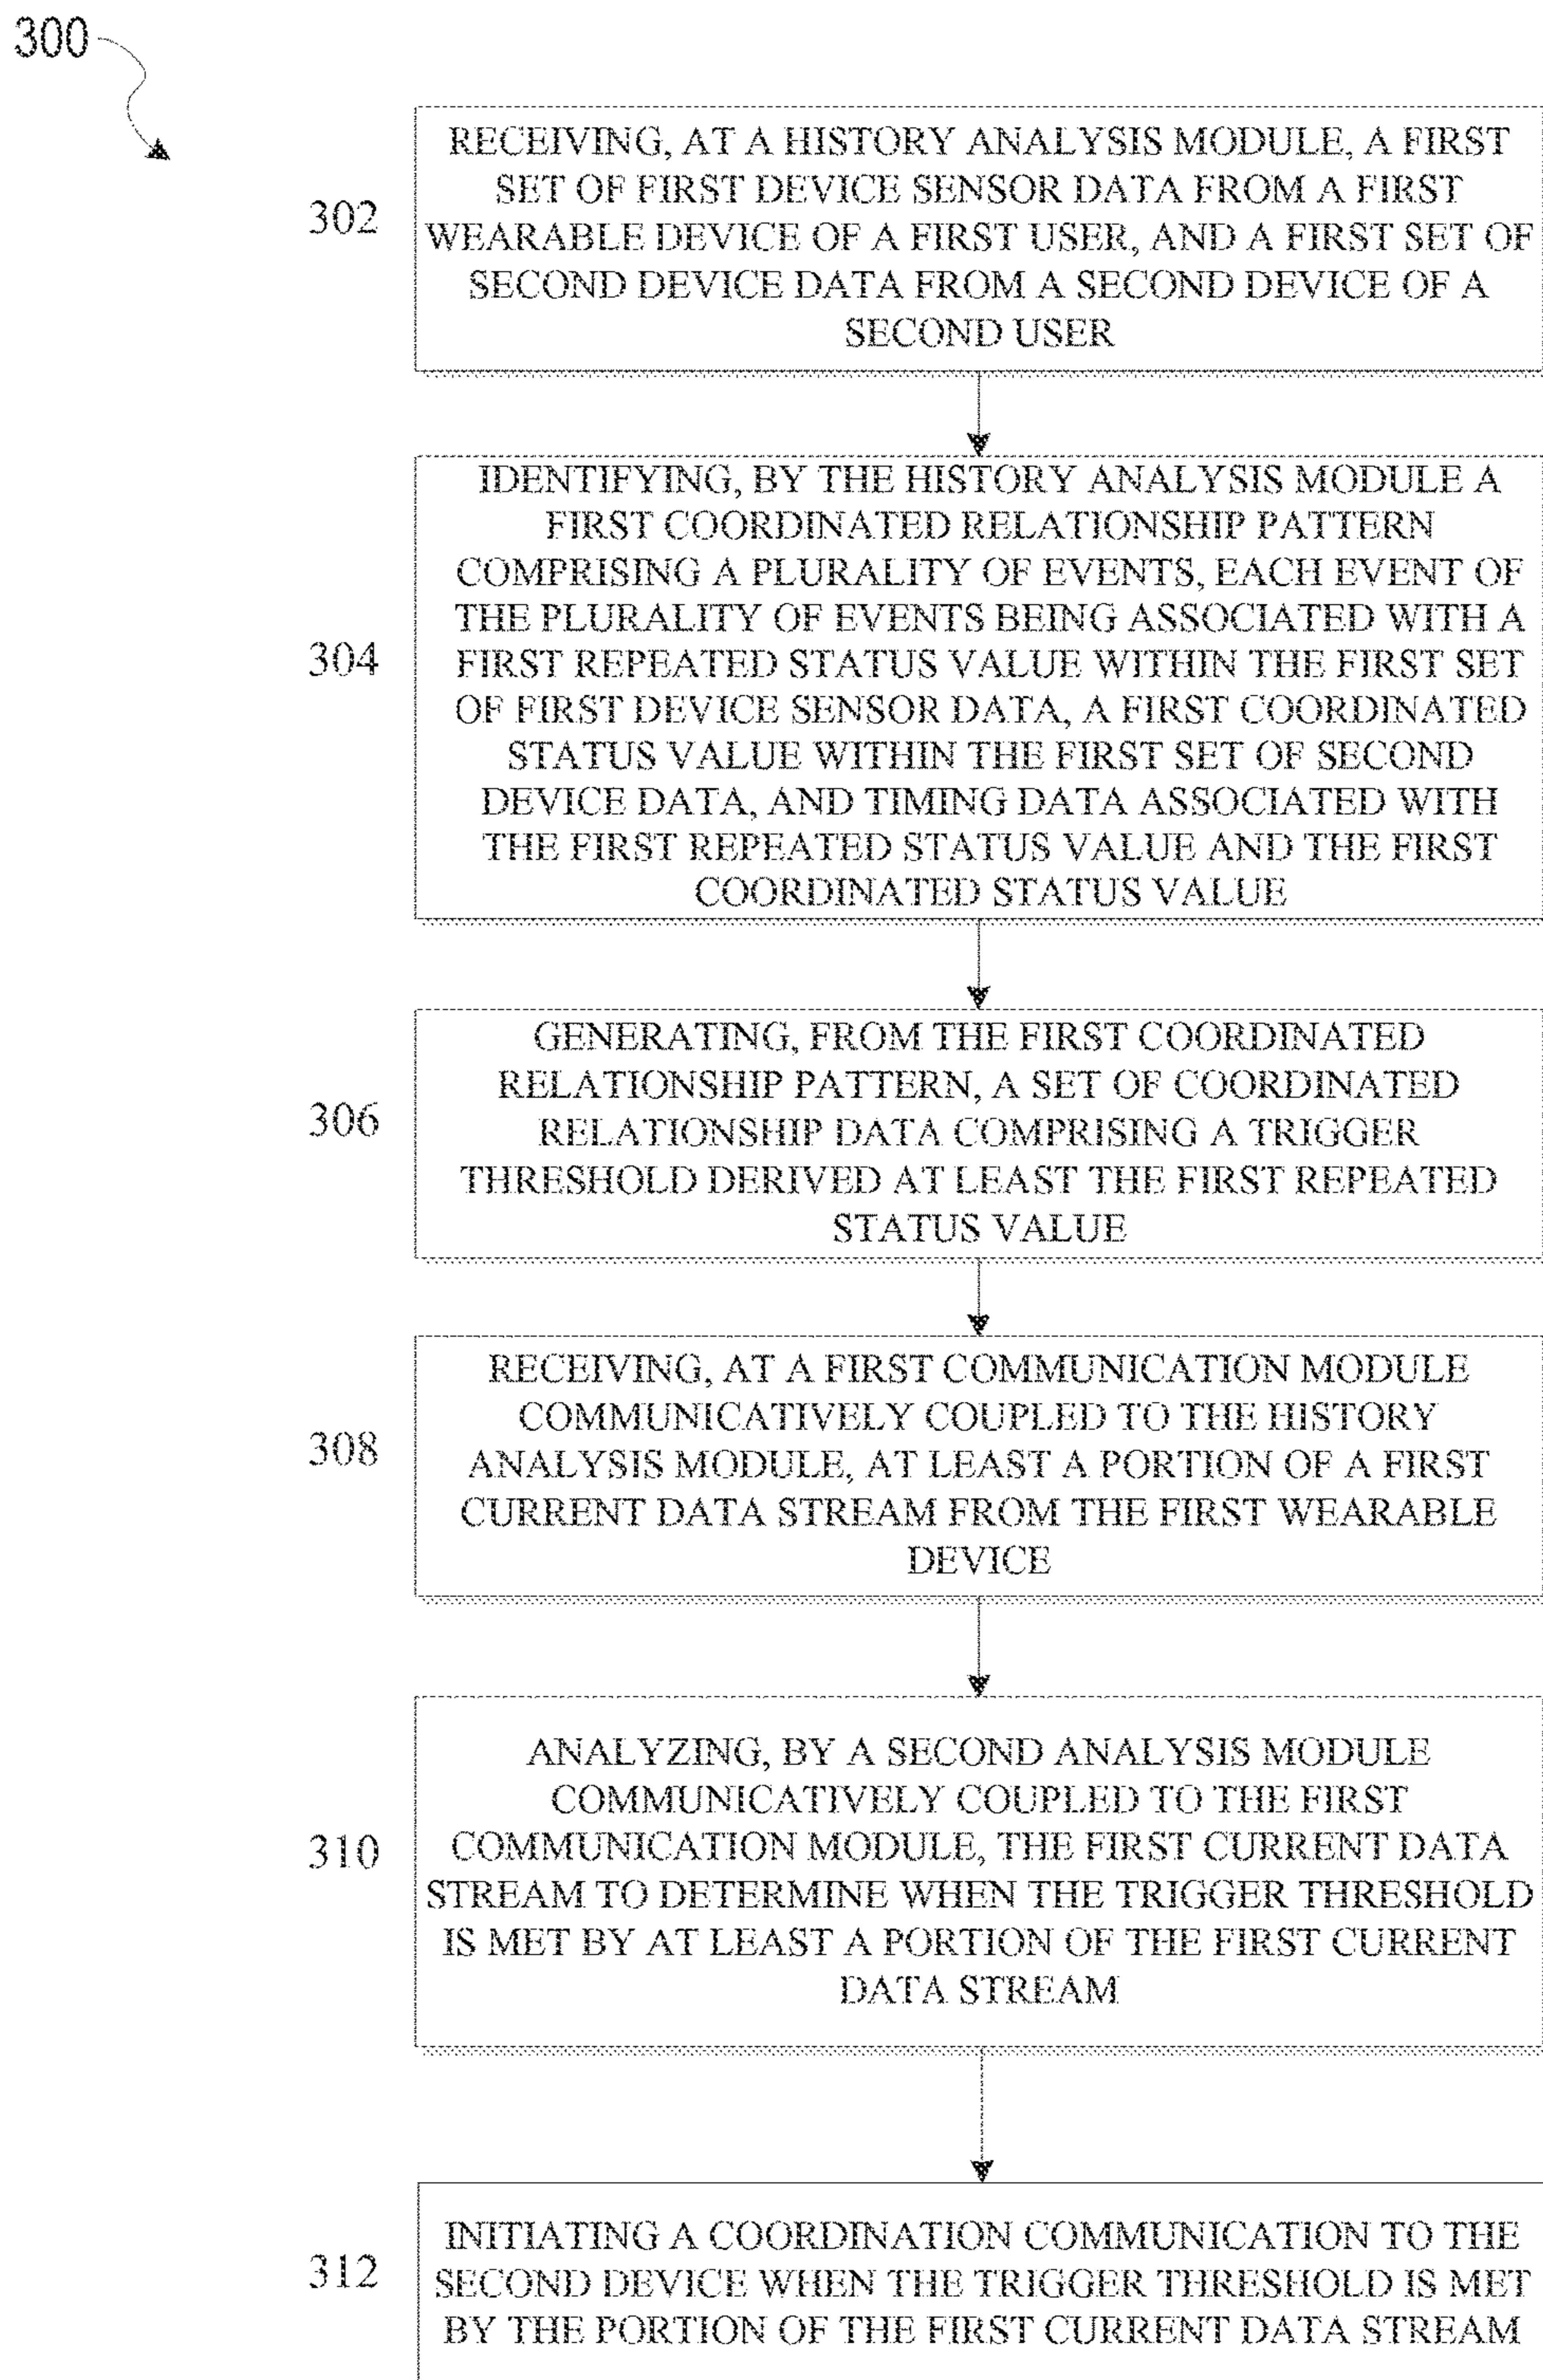 300
302
RECEIVING, AT A HISTORY ANALYSIS MODULE, A FIRST
SET OF FIRST DEVICE SENSOR DATA FROM A FIRST
WEARABLE DEVICE OF A FIRST USER, AND A FIRST SET OF
SECOND DEVICE DATA FROM A SECOND DEVICE OF A
SECOND USER
304
IDENTIFYING, BY THE HISTORY ANALYSIS MODULE A
FIRST COORDINATED RELATIONSHIP PATTERN
COMPRISING A PLURALITY OF EVENTS, EACH EVENT OF
THE PLURALITY OF EVENTS BEING ASSOCIATED WITH A
FIRST REPEATED STATUS VALUE WITHIN THE FIRST SET
OF FIRST DEVICE SENSOR DATA, A FIRST COORDINATED
STATUS VALUE WITHIN THE FIRST SET OF SECOND
DEVICE DATA, AND TIMING DATA ASSOCIATED WITH
THE FIRST REPEATED STATUS VALUE AND THE FIRST
COORDINATED STATUS VALUE
306
GENERATING, FROM THE FIRST COORDINATED
RELATIONSHIP PATTERN, A SET OF COORDINATED
RELATIONSHIP DATA COMPRISING A TRIGGER
THRESHOLD DERIVED AT LEAST THE FIRST REPEATED
STATUS VALUE
308
RECEIVING, AT A FIRST COMMUNICATION MODULE
COMMUNICATIVELY COUPLED TO THE HISTORY
ANALYSIS MODULE, AT LEAST A PORTION OF A FIRST
CURRENT DATA STREAM FROM THE FIRST WEARABLE
DEVICE
310
ANALYZING, BY A SECOND ANALYSIS MODULE
COMMUNICATIVELY COUPLED TO THE FIRST
COMMUNICATION MODULE, THE FIRST CURRENT DATA
STREAM TO DETERMINE WHEN THE TRIGGER THRESHOLD
IS MET BY AT LEAST A PORTION OF THE FIRST CURRENT
DATA STREAM
312
INITIATING A COORDINATION COMMUNICATION TO THE
SECOND DEVICE WHEN THE TRIGGER THRESHOLD IS MET
BY THE PORTION OF THE FIRST CURRENT DATA STREAM